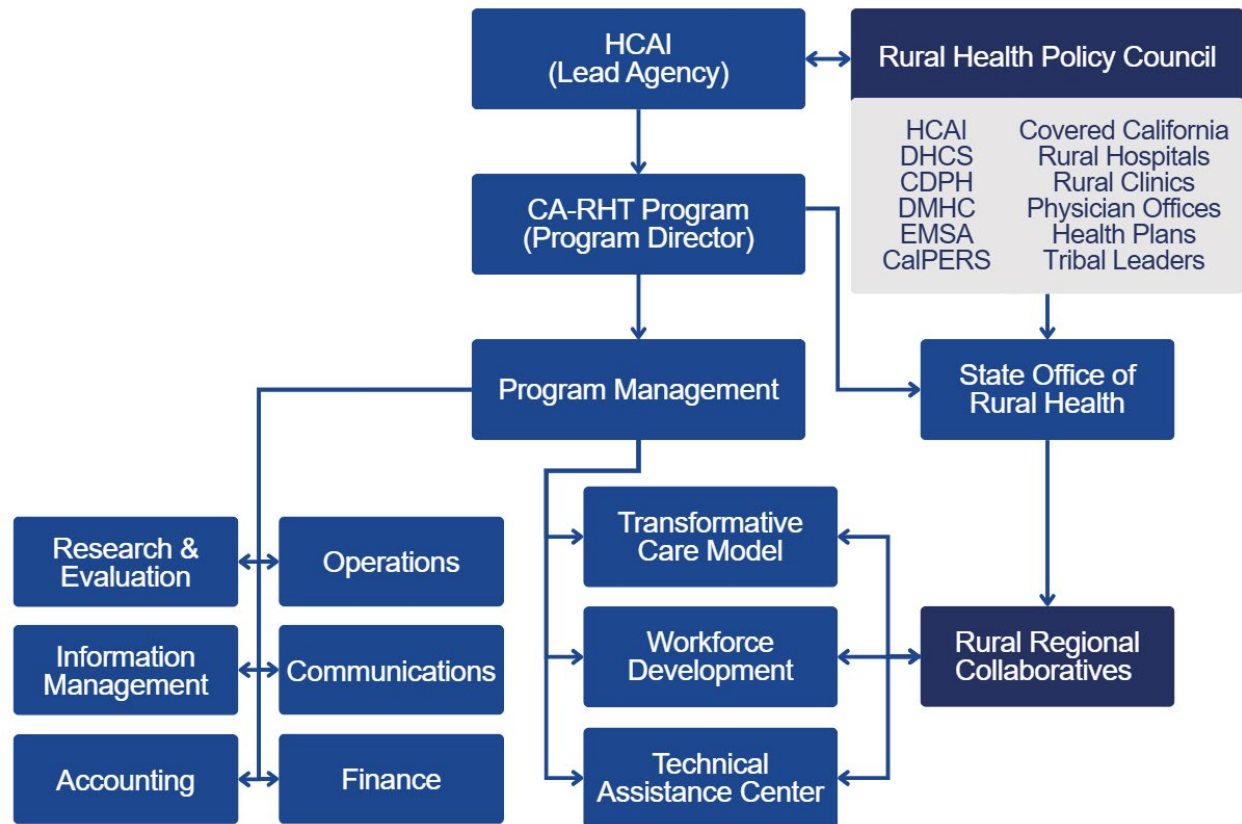 HCAI
(Lead Agency)
Rural Health Policy Council
HCAI
DHCS
CDPH
DMHC
EMSA
CalPERS
Covered California
Rural Hospitals
Rural Clinics
Physician Offices
Health Plans
Tribal Leaders
CA-RHT Program
(Program Director)
Program Management
State Office of
Rural Health
Research &
Evaluation
Operations
Information
Management
Communications
Accounting
Finance
Transformative
Care Model
Workforce
Development
Technical
Assistance Center
Rural Regional
Collaboratives